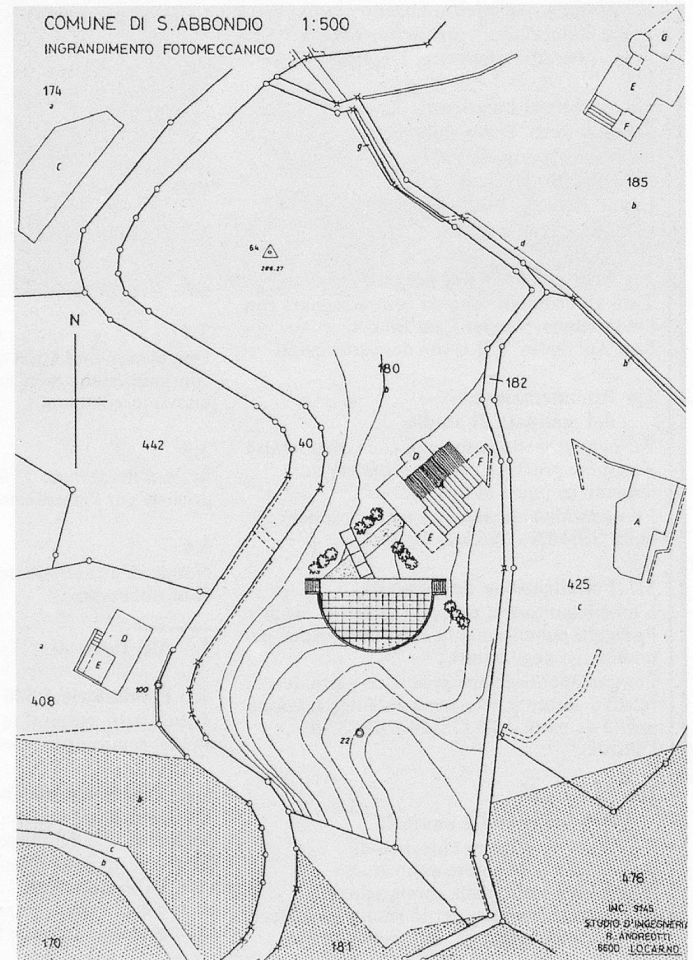 COMUNE DI S. ABBONDIO 1:500
INGRANDIMENTO FOTOMECCANICO
174
a
C
G
E
F
g
185
b
d
64
N
180
b
182
b
442
40
D
F
A
E
A
425
c
a
D
E
100
408
22
b
c
b
476
170
181
INC. 9145
STUDIO D'INGEGNERIA
R. ANDREOTTI
6600 LOCARNO